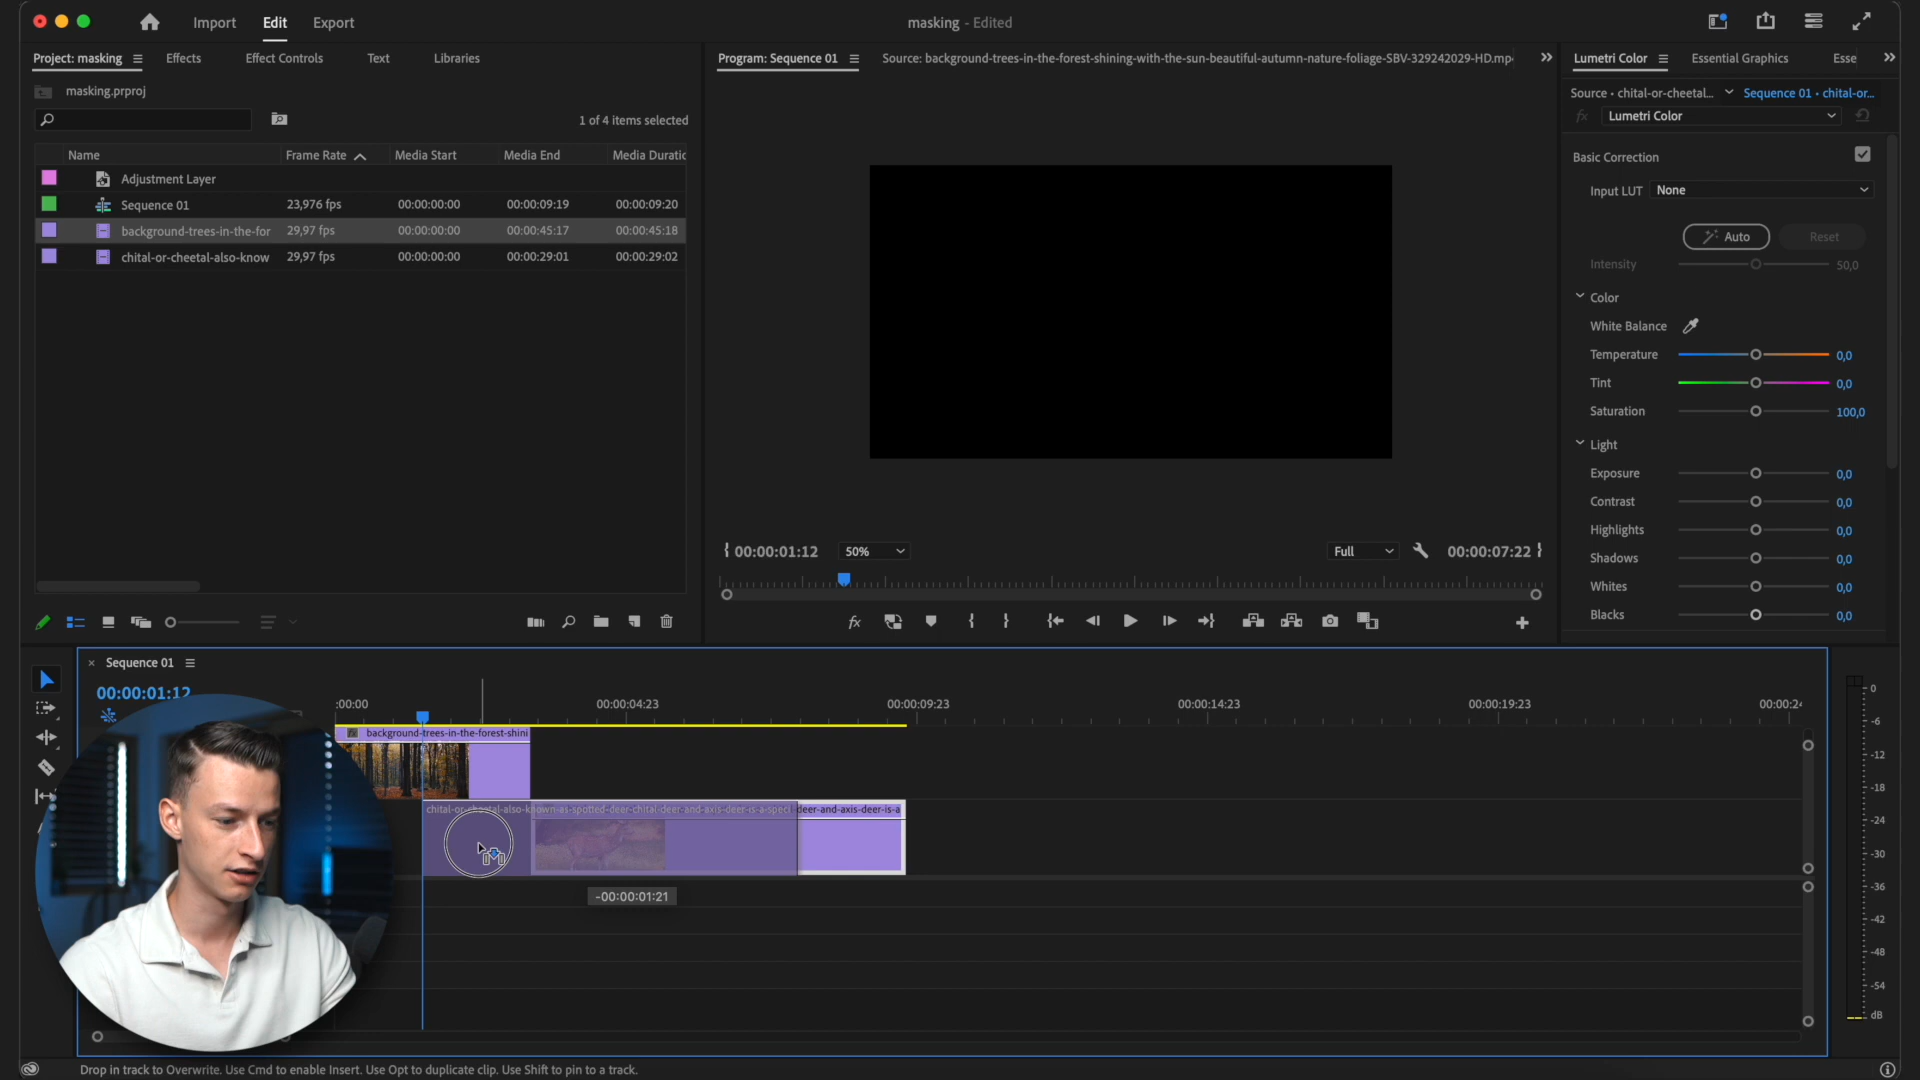 Import Edit Export
masking - Edited
Project: masking
Effects
Effect Controls
Text
Libraries
Program: Sequence 01
Source: background-trees-in-the-forest-shining-with-the-sun-beautiful-autumn-nature-foliage-SBV-329242029-HD.mp
Lumetri Color
Essential Graphics
Esse
masking.prproj
Source • chital-or-cheetal...
Sequence 01 • chital-or...
fx Lumetri Color
1 of 4 items selected
Name Frame Rate Media Start Media End Media Duratic
Adjustment Layer
Sequence 01 23,976 fps 00:00:00:00 00:00:09:19 00:00:09:20
background-trees-in-the-for 29,97 fps 00:00:00:00 00:00:45:17 00:00:45:18
chital-or-cheetal-also-know 29,97 fps 00:00:00:00 00:00:29:01 00:00:29:02
Basic Correction
Input LUT None
Auto Reset
Intensity 50,0
Color
White Balance
Temperature 0,0
Tint 0,0
Saturation 100,0
Light
Exposure 0,0
Contrast 0,0
Highlights 0,0
Shadows 0,0
Whites 0,0
Blacks 0,0
00:00:01:12 50% Full 00:00:07:22
fx
Sequence 01
00:00:01:12
:00:00 00:00:04:23 00:00:09:23 00:00:14:23 00:00:19:23 00:00:24
background-trees-in-the-forest-shini
chital-or-cheetal-also-known-as-spotted-deer-chital-deer-and-axis-deer-is-a-speci deer-and-axis-deer-is-a
-00:00:01:21
0
-6
-12
-18
-24
-30
-36
-42
-48
-54
dB
Drop in track to Overwrite. Use Cmd to enable Insert. Use Opt to duplicate clip. Use Shift to pin to a track.